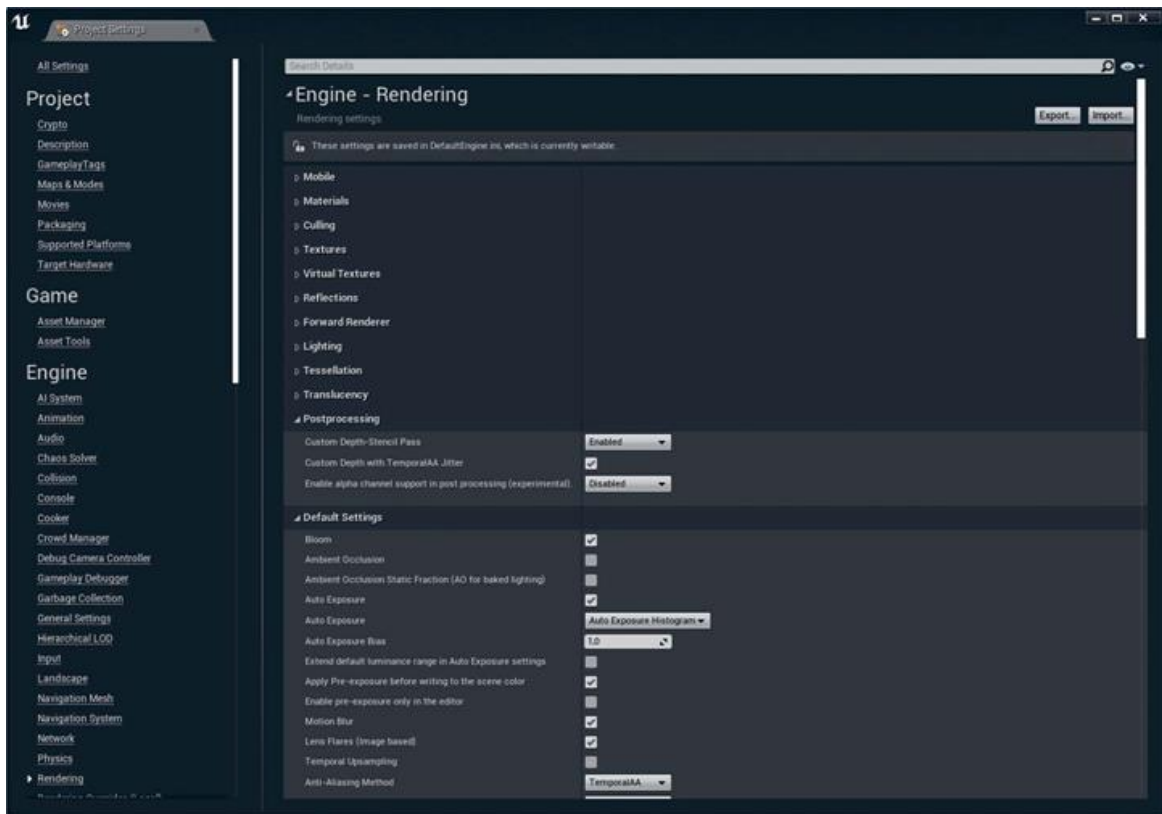 Project Settings
All Settings
Project
Crypto
Description
GameplayTags
Maps & Modes
Movies
Packaging
Supported Platforms
Target Hardware
Game
Asset Manager
Asset Tools
Engine
AI System
Animation
Audio
Chaos Solver
Collision
Console
Cooker
Crowd Manager
Debug Camera Controller
Gameplay Debugger
Garbage Collection
General Settings
Hierarchical LOD
Input
Landscape
Navigation Mesh
Navigation System
Network
Physics
Rendering
Search Details
Engine - Rendering
Rendering settings
Export... Import...
These settings are saved in DefaultEngine.ini, which is currently writable.
Mobile
Materials
Culling
Textures
Virtual Textures
Reflections
Forward Renderer
Lighting
Tessellation
Translucency
Postprocessing
Custom Depth-Stencil Pass Enabled
Custom Depth with TemporalAA Jitter
Enable alpha channel support in post processing (experimental). Disabled
Default Settings
Bloom
Ambient Occlusion
Ambient Occlusion Static Fraction (AO for baked lighting)
Auto Exposure
Auto Exposure Auto Exposure Histogram
Auto Exposure Bias 1.0
Extend default luminance range in Auto Exposure settings
Apply Pre-exposure before writing to the scene color
Enable pre-exposure only in the editor
Motion Blur
Lens Flares (Image based)
Temporal Upsampling
Anti-Aliasing Method TemporalAA